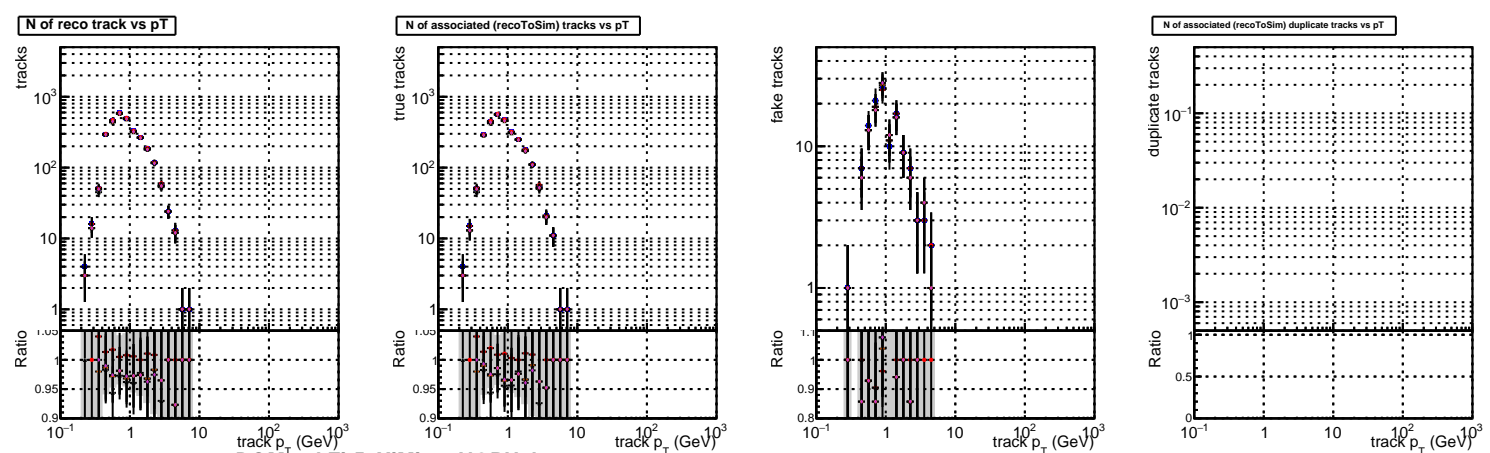 N of reco track vs pT
tracks
10³
10²
10
1
Ratio
1.05
1
0.95
0.9
10⁻¹ 1 10 10² 10³
track p_T (GeV)
N of associated (recoToSim) tracks vs pT
true tracks
10³
10²
10
1
Ratio
1.05
1
0.95
0.9
10⁻¹ 1 10 10² 10³
track p_T (GeV)
fake tracks
10
1
Ratio
1.1
1
0.9
0.8
10⁻¹ 1 10 10² 10³
track p_T (GeV)
N of associated (recoToSim) duplicate tracks vs pT
duplicate tracks
10⁻¹
10⁻²
10⁻³
Ratio
1
0.5
0
10⁻¹ 1 10 10² 10³
track p_T (GeV)